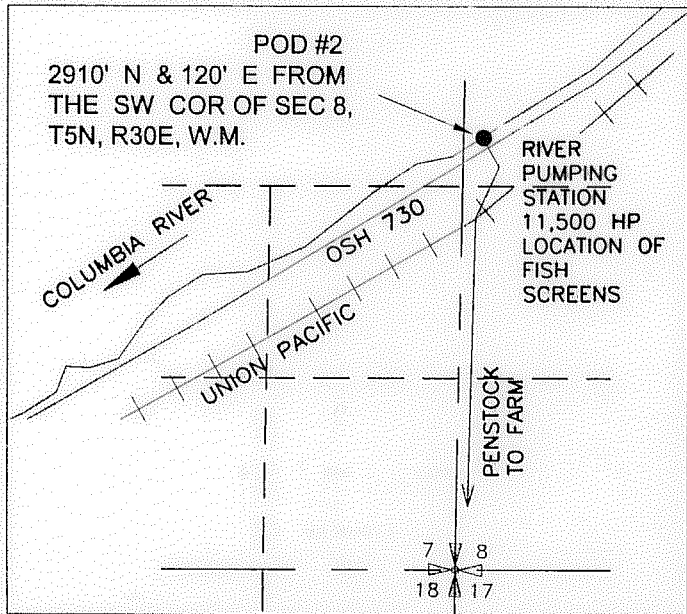 POD #2
2910' N & 120' E FROM
THE SW COR OF SEC 8,
T5N, R30E, W.M.
RIVER
PUMPING
STATION
11,500 HP
LOCATION OF
FISH
SCREENS
COLUMBIA RIVER
OSH 730
UNION PACIFIC
PENSTOCK
TO FARM
7 8
18 17